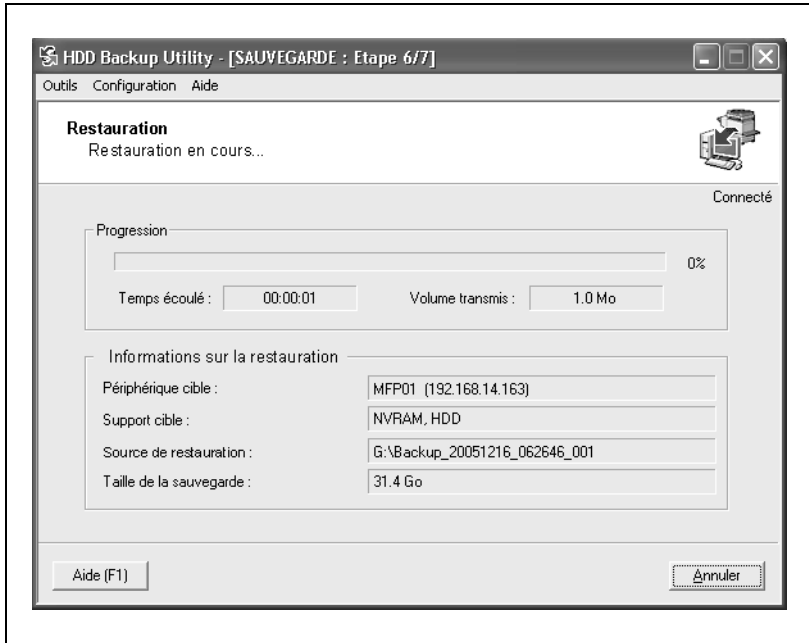 HDD Backup Utility - [SAUVEGARDE : Etape 6/7]
Outils Configuration Aide
Restauration
Restauration en cours...
Connecté
Progression
0%
Temps écoulé : 00:00:01 Volume transmis : 1.0 Mo
Informations sur la restauration
Périphérique cible : MFP01 (192.168.14.163)
Support cible : NVRAM, HDD
Source de restauration : G:\Backup_20051216_062646_001
Taille de la sauvegarde : 31.4 Go
Aide (F1) Annuler